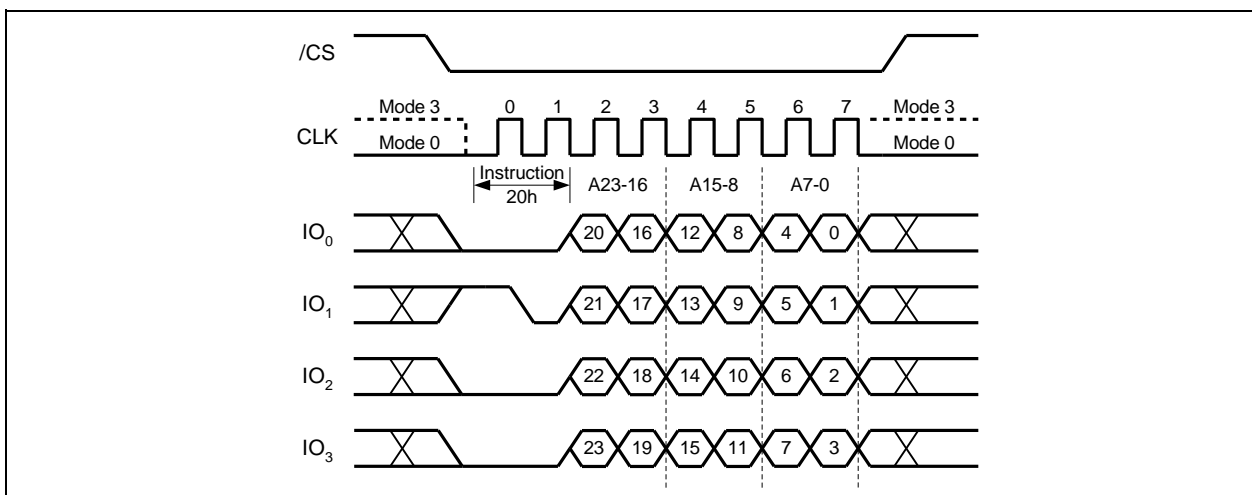 /CS
Mode 3 0 1 2 3 4 5 6 7 Mode 3
CLK
Mode 0 Mode 0
Instruction A23-16 A15-8 A7-0
20h
IO0 20 16 12 8 4 0
IO1 21 17 13 9 5 1
IO2 22 18 14 10 6 2
IO3 23 19 15 11 7 3